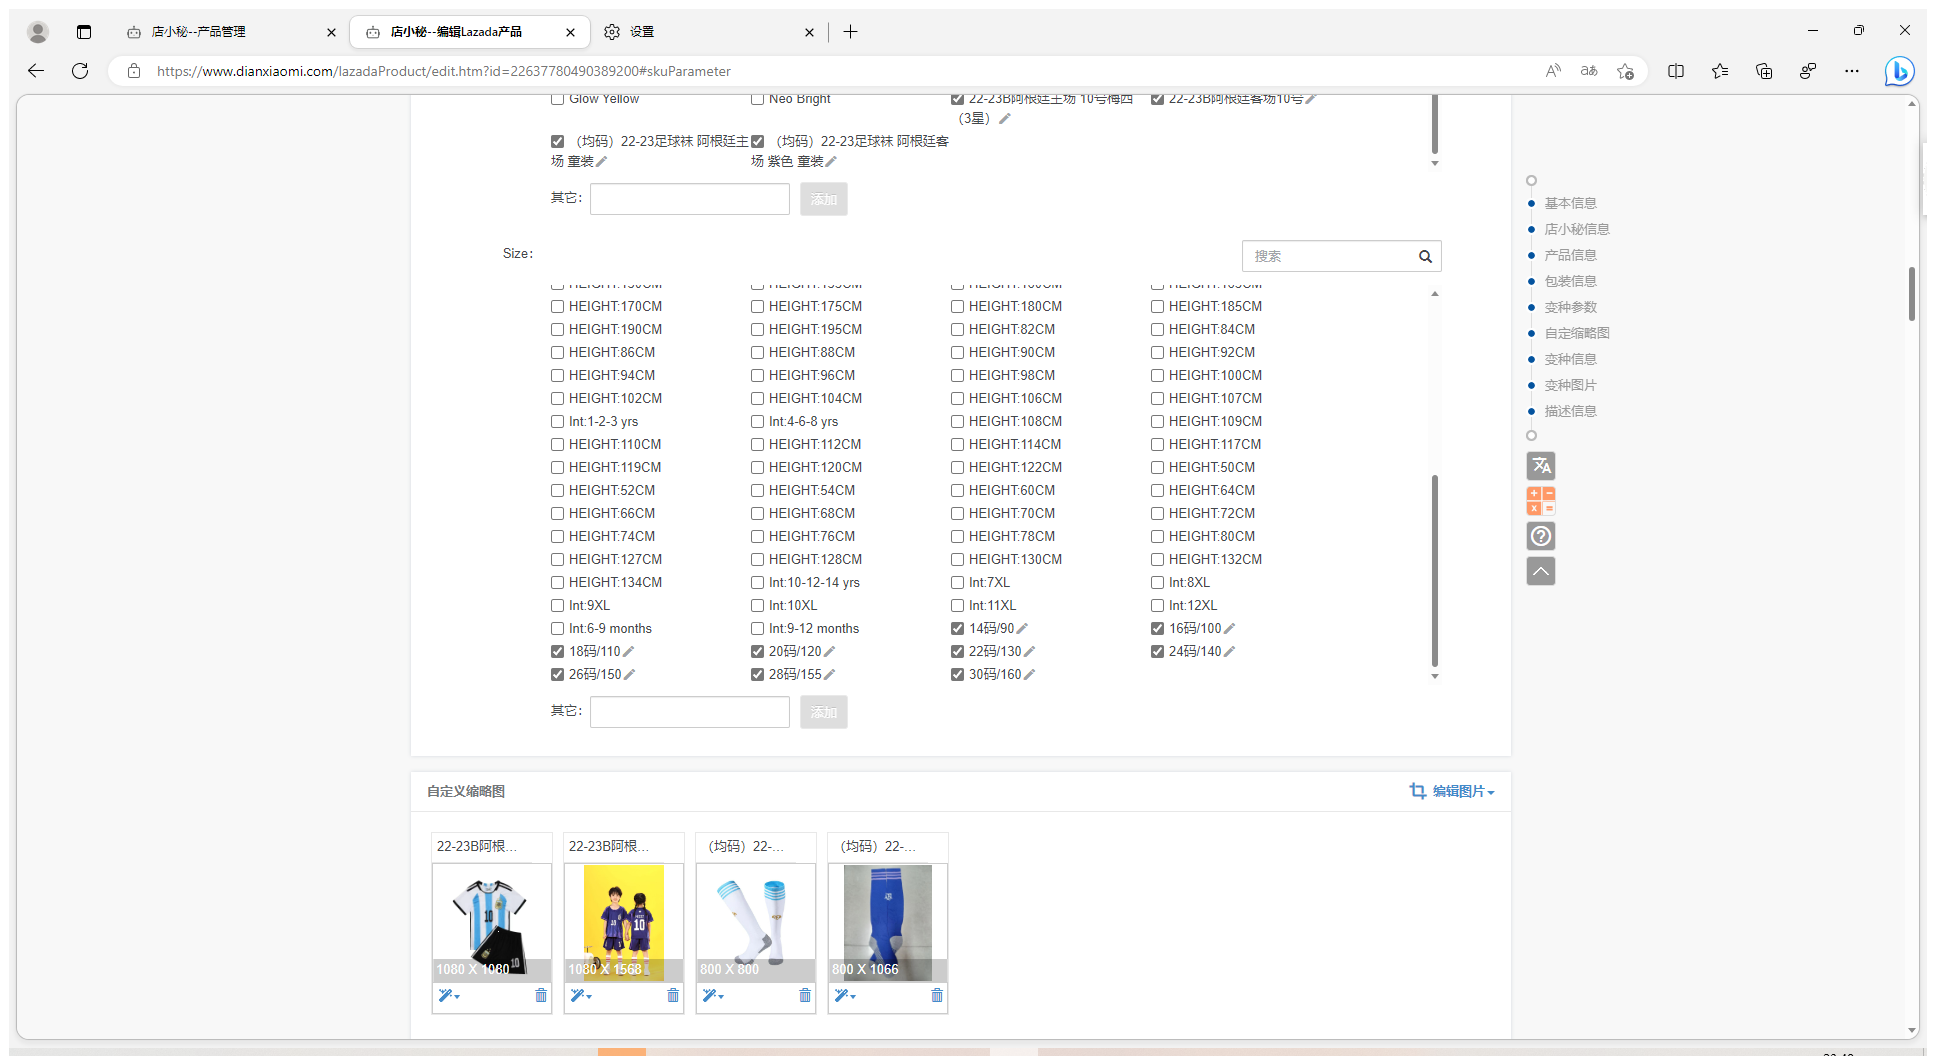 店小秘--产品管理
店小秘--编辑Lazada产品
设置
https://www.dianxiaomi.com/lazadaProduct/edit.htm?id=22637780490389200#skuParameter
Glow Yellow
Neo Bright
22-23B阿根廷主场 10号梅西
(3星)
22-23B阿根廷客场10号
(均码)22-23足球袜 阿根廷主
场 童装
(均码)22-23足球袜 阿根廷客
场 紫色 童装
其它:
添加
Size:
搜索
HEIGHT:170CM HEIGHT:175CM HEIGHT:180CM HEIGHT:185CM
HEIGHT:190CM HEIGHT:195CM HEIGHT:82CM HEIGHT:84CM
HEIGHT:86CM HEIGHT:88CM HEIGHT:90CM HEIGHT:92CM
HEIGHT:94CM HEIGHT:96CM HEIGHT:98CM HEIGHT:100CM
HEIGHT:102CM HEIGHT:104CM HEIGHT:106CM HEIGHT:107CM
Int:1-2-3 yrs Int:4-6-8 yrs HEIGHT:108CM HEIGHT:109CM
HEIGHT:110CM HEIGHT:112CM HEIGHT:114CM HEIGHT:117CM
HEIGHT:119CM HEIGHT:120CM HEIGHT:122CM HEIGHT:50CM
HEIGHT:52CM HEIGHT:54CM HEIGHT:60CM HEIGHT:64CM
HEIGHT:66CM HEIGHT:68CM HEIGHT:70CM HEIGHT:72CM
HEIGHT:74CM HEIGHT:76CM HEIGHT:78CM HEIGHT:80CM
HEIGHT:127CM HEIGHT:128CM HEIGHT:130CM HEIGHT:132CM
HEIGHT:134CM Int:10-12-14 yrs Int:7XL Int:8XL
Int:9XL Int:10XL Int:11XL Int:12XL
Int:6-9 months Int:9-12 months 14码/90 16码/100
18码/110 20码/120 22码/130 24码/140
26码/150 28码/155 30码/160
其它:
添加
基本信息
店小秘信息
产品信息
包装信息
变种参数
自定缩略图
变种信息
变种图片
描述信息
自定义缩略图
编辑图片
22-23B阿根...
22-23B阿根...
(均码)22-...
(均码)22-...
10
10
10
1080 X 1080
1080 X 1568
800 X 800
800 X 1066